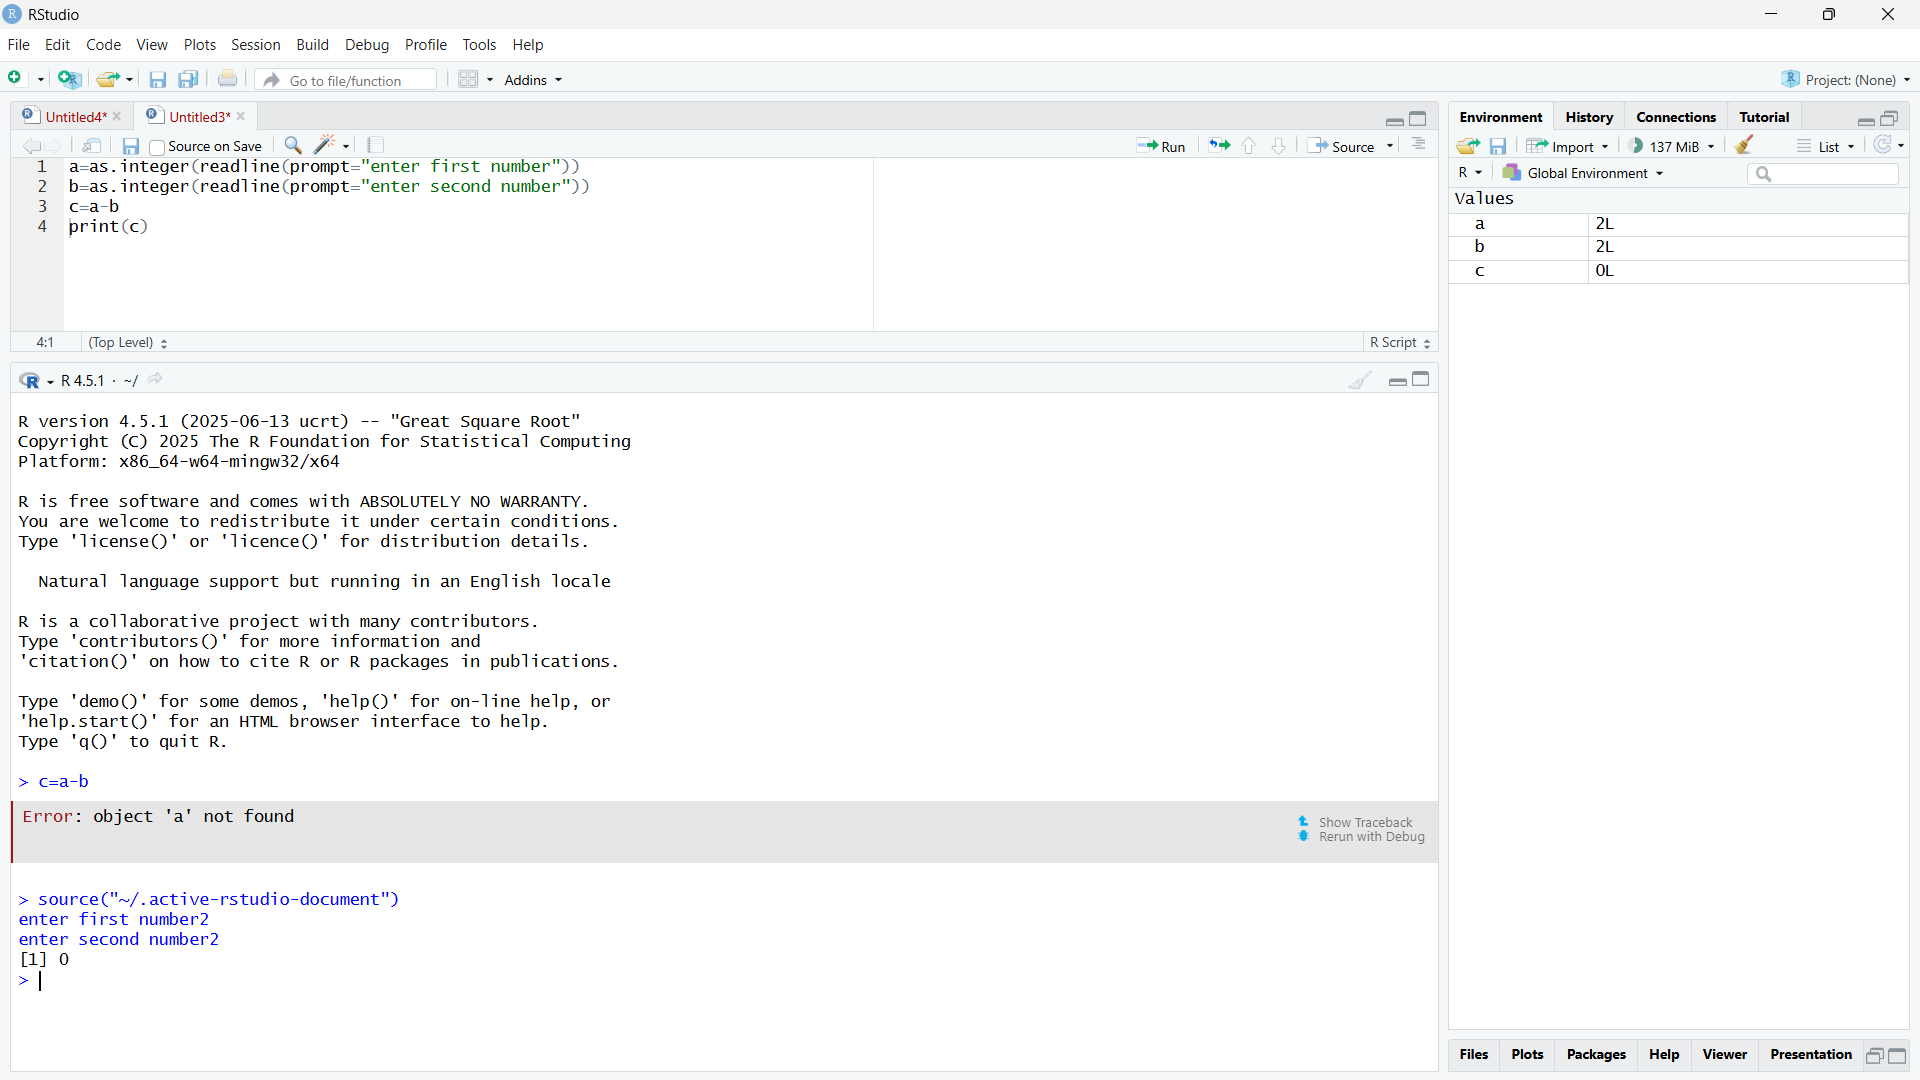 RStudio
File Edit Code View Plots Session Build Debug Profile Tools Help
Go to file/function Addins Project: (None)
Untitled4* Untitled3*
Source on Save Run Source
1 a=as.integer(readline(prompt="enter first number"))
2 b=as.integer(readline(prompt="enter second number"))
3 c=a-b
4 print(c)
4:1 (Top Level) R Script
R 4.5.1 · ~/
R version 4.5.1 (2025-06-13 ucrt) -- "Great Square Root"
Copyright (C) 2025 The R Foundation for Statistical Computing
Platform: x86_64-w64-mingw32/x64
R is free software and comes with ABSOLUTELY NO WARRANTY.
You are welcome to redistribute it under certain conditions.
Type 'license()' or 'licence()' for distribution details.
Natural language support but running in an English locale
R is a collaborative project with many contributors.
Type 'contributors()' for more information and
'citation()' on how to cite R or R packages in publications.
Type 'demo()' for some demos, 'help()' for on-line help, or
'help.start()' for an HTML browser interface to help.
Type 'q()' to quit R.
> c=a-b
Error: object 'a' not found
Show Traceback
Rerun with Debug
> source("~/.active-rstudio-document")
enter first number2
enter second number2
[1] 0
>
Environment History Connections Tutorial
Import 137 MiB List
R Global Environment
Values
a 2L
b 2L
c 0L
Files Plots Packages Help Viewer Presentation